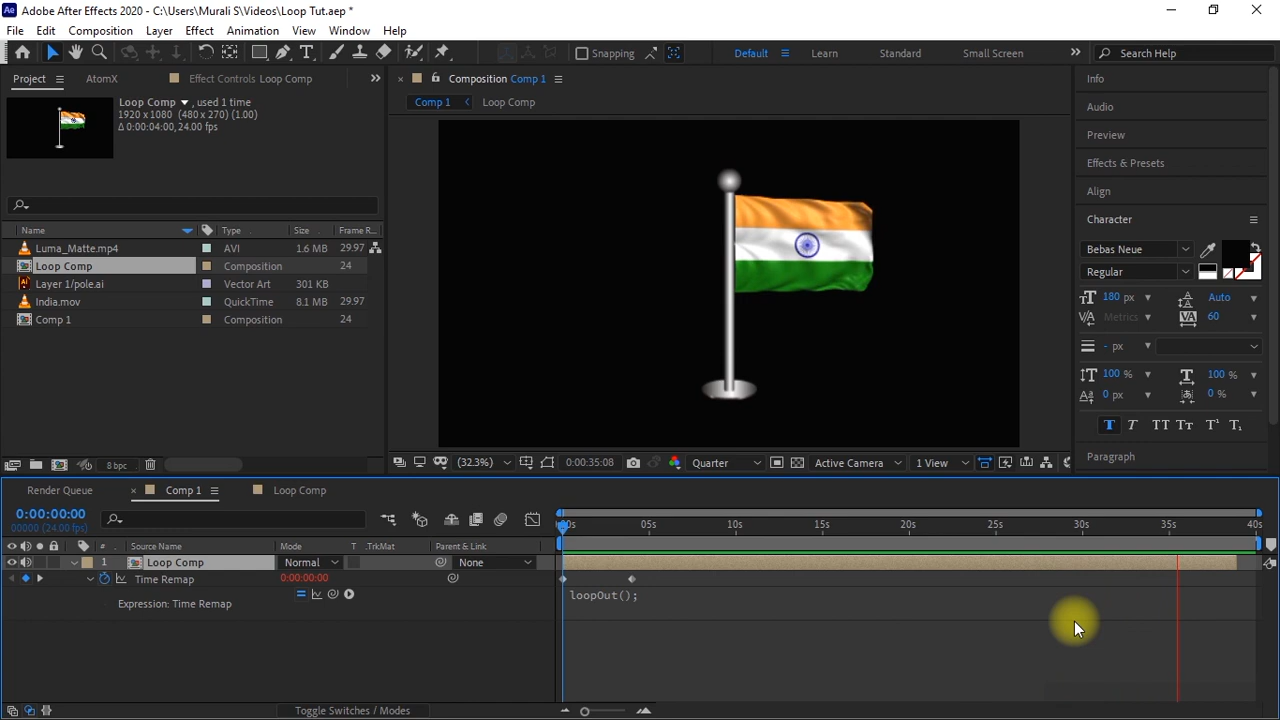 Adobe After Effects 2020 - C:\Users\Murali S\Videos\Loop Tut.aep *
File Edit Composition Layer Effect Animation View Window Help
Snapping Default Learn Standard Small Screen Search Help
Project AtomX Effect Controls Loop Comp
Loop Comp , used 1 time
1920 x 1080 (480 x 270) (1.00)
Δ 0:00:04:00, 24.00 fps
Name Type Size Frame R...
Luma_Matte.mp4 AVI 1.6 MB 29.97
Loop Comp Composition 24
Layer 1/pole.ai Vector Art 301 KB
India.mov QuickTime 8.1 MB 29.97
Comp 1 Composition 24
8 bpc
Composition Comp 1
Comp 1 Loop Comp
(32.3%) 0:00:35:08 Quarter Active Camera 1 View
Info
Audio
Preview
Effects & Presets
Align
Character
Bebas Neue
Regular
180 px Auto
Metrics 60
- px
100 % 100 %
0 px 0 %
T T TT Tt T¹ T₁
Paragraph
Render Queue Comp 1 Loop Comp
0:00:00:00
00000 (24.00 fps)
:00s 05s 10s 15s 20s 25s 30s 35s 40s
# Source Name Mode T .TrkMat Parent & Link
1 Loop Comp Normal None
Time Remap 0:00:00:00
loopOut();
Expression: Time Remap
Toggle Switches / Modes